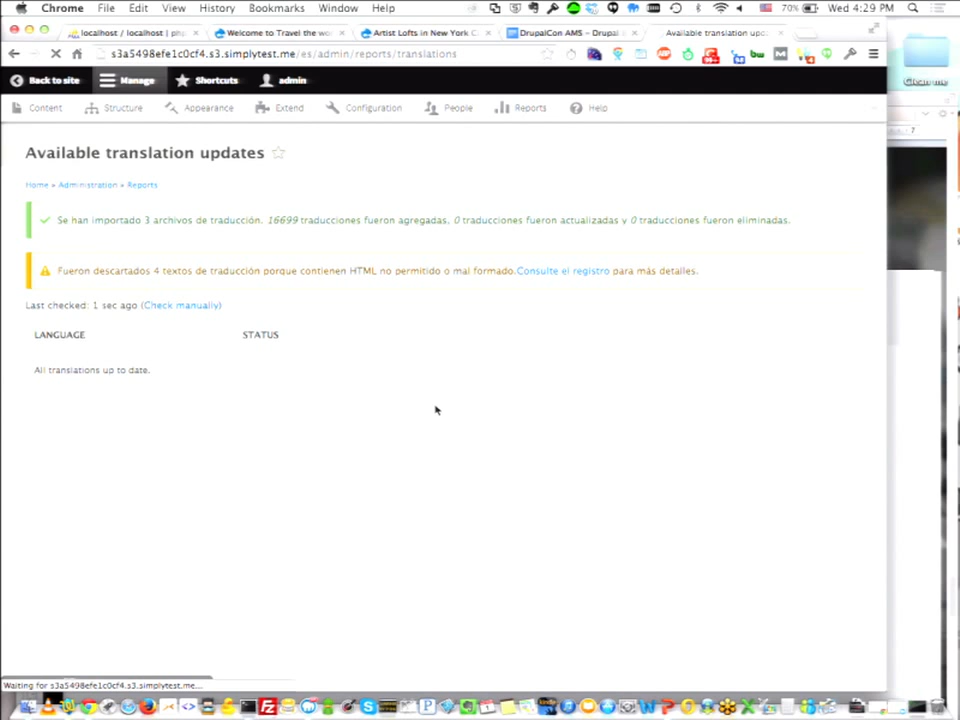 Chrome File Edit View History Bookmarks Window Help 70% Wed 4:29 PM
localhost / localhost | php Welcome to Travel the wo Artist Lofts in New York C DrupalCon AMS – Drupal Available translation upd
s3a5498efe1c0cf4.s3.simplytest.me/es/admin/reports/translations
Clean me
Back to site Manage Shortcuts admin
Content Structure Appearance Extend Configuration People Reports Help
7
Available translation updates
Home » Administration » Reports
Se han importado 3 archivos de traducción. 16699 traducciones fueron agregadas, 0 traducciones fueron actualizadas y 0 traducciones fueron eliminadas.
Fueron descartados 4 textos de traducción porque contienen HTML no permitido o mal formado.Consulte el registro para más detalles.
Last checked: 1 sec ago (Check manually)
LANGUAGE STATUS
All translations up to date.
Waiting for s3a5498efe1c0cf4.s3.simplytest.me...